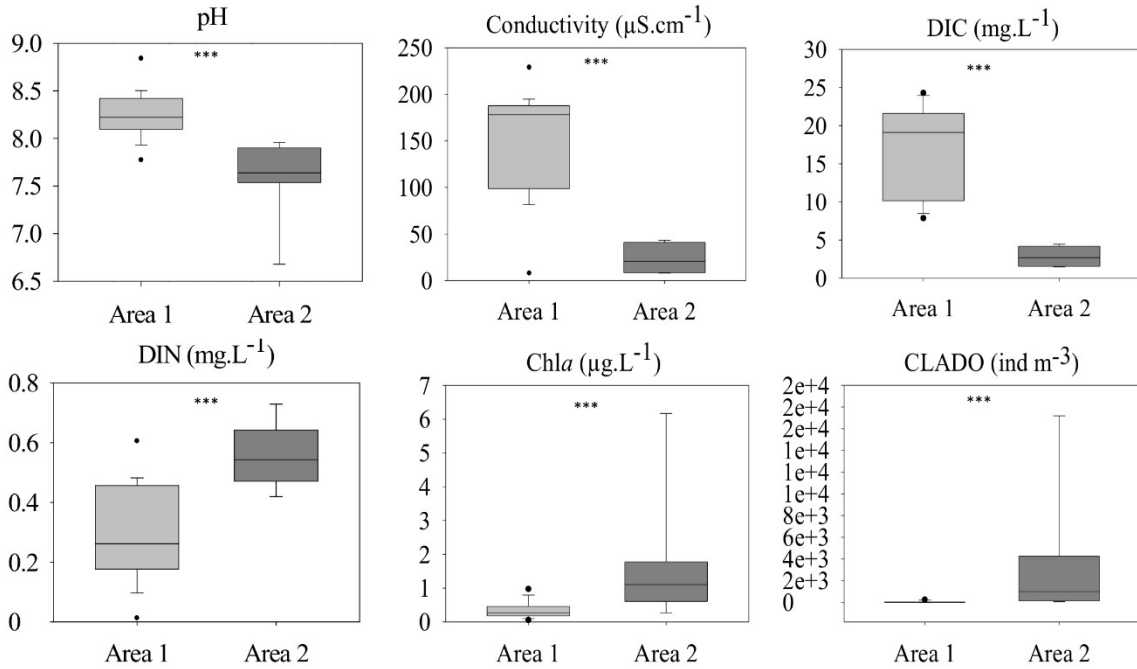 pH
9.0
8.5
8.0
7.5
7.0
6.5
***
Area 1 Area 2
Conductivity (µS.cm-1)
250
200
150
100
50
0
***
Area 1 Area 2
DIC (mg.L-1)
30
25
20
15
10
5
0
***
Area 1 Area 2
DIN (mg.L-1)
0.8
0.6
0.4
0.2
0
***
Area 1 Area 2
Chla (µg.L-1)
7
6
5
4
3
2
1
0
***
Area 1 Area 2
CLADO (ind m-3)
2e+4
2e+4
2e+4
1e+4
1e+4
1e+4
8e+3
6e+3
4e+3
2e+3
0
***
Area 1 Area 2